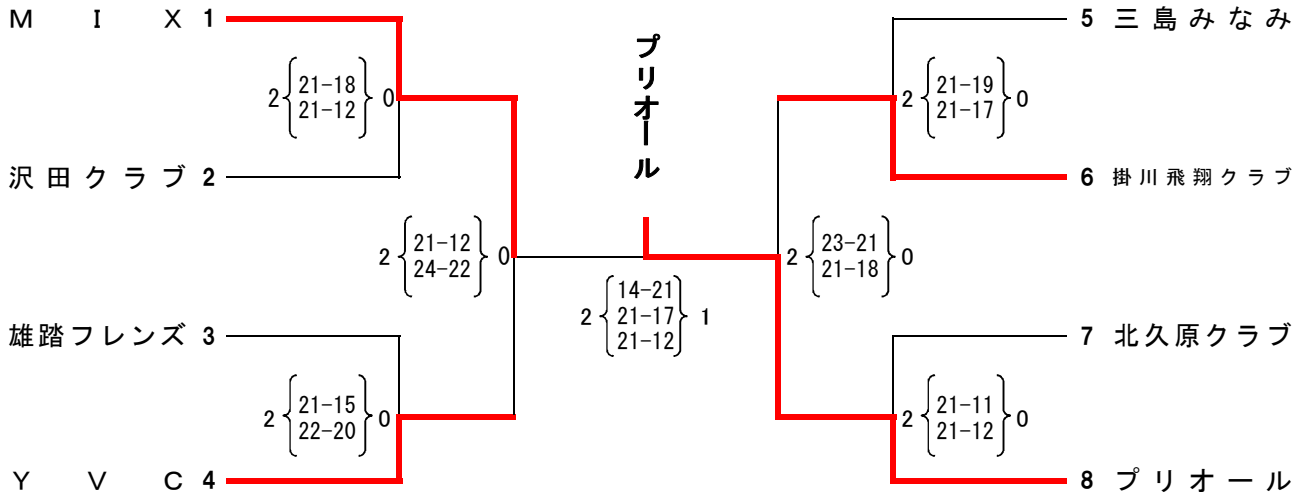 MIX 1
2 21-18 0
21-12
沢田クラブ 2
2 21-12 0
24-22
雄踏フレンズ 3
2 21-15 0
22-20
YVC 4
プリオール
14-21
2 21-17 1
21-12
5 三島みなみ
2 21-19 0
21-17
6 掛川飛翔クラブ
2 23-21 0
21-18
7 北久原クラブ
2 21-11 0
21-12
8 プリオール